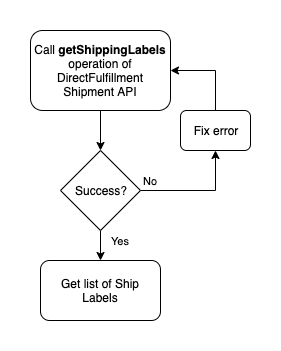 Call getShippingLabels
operation of
DirectFulfillment
Shipment API
Fix error
Success?
No
Yes
Get list of Ship
Labels